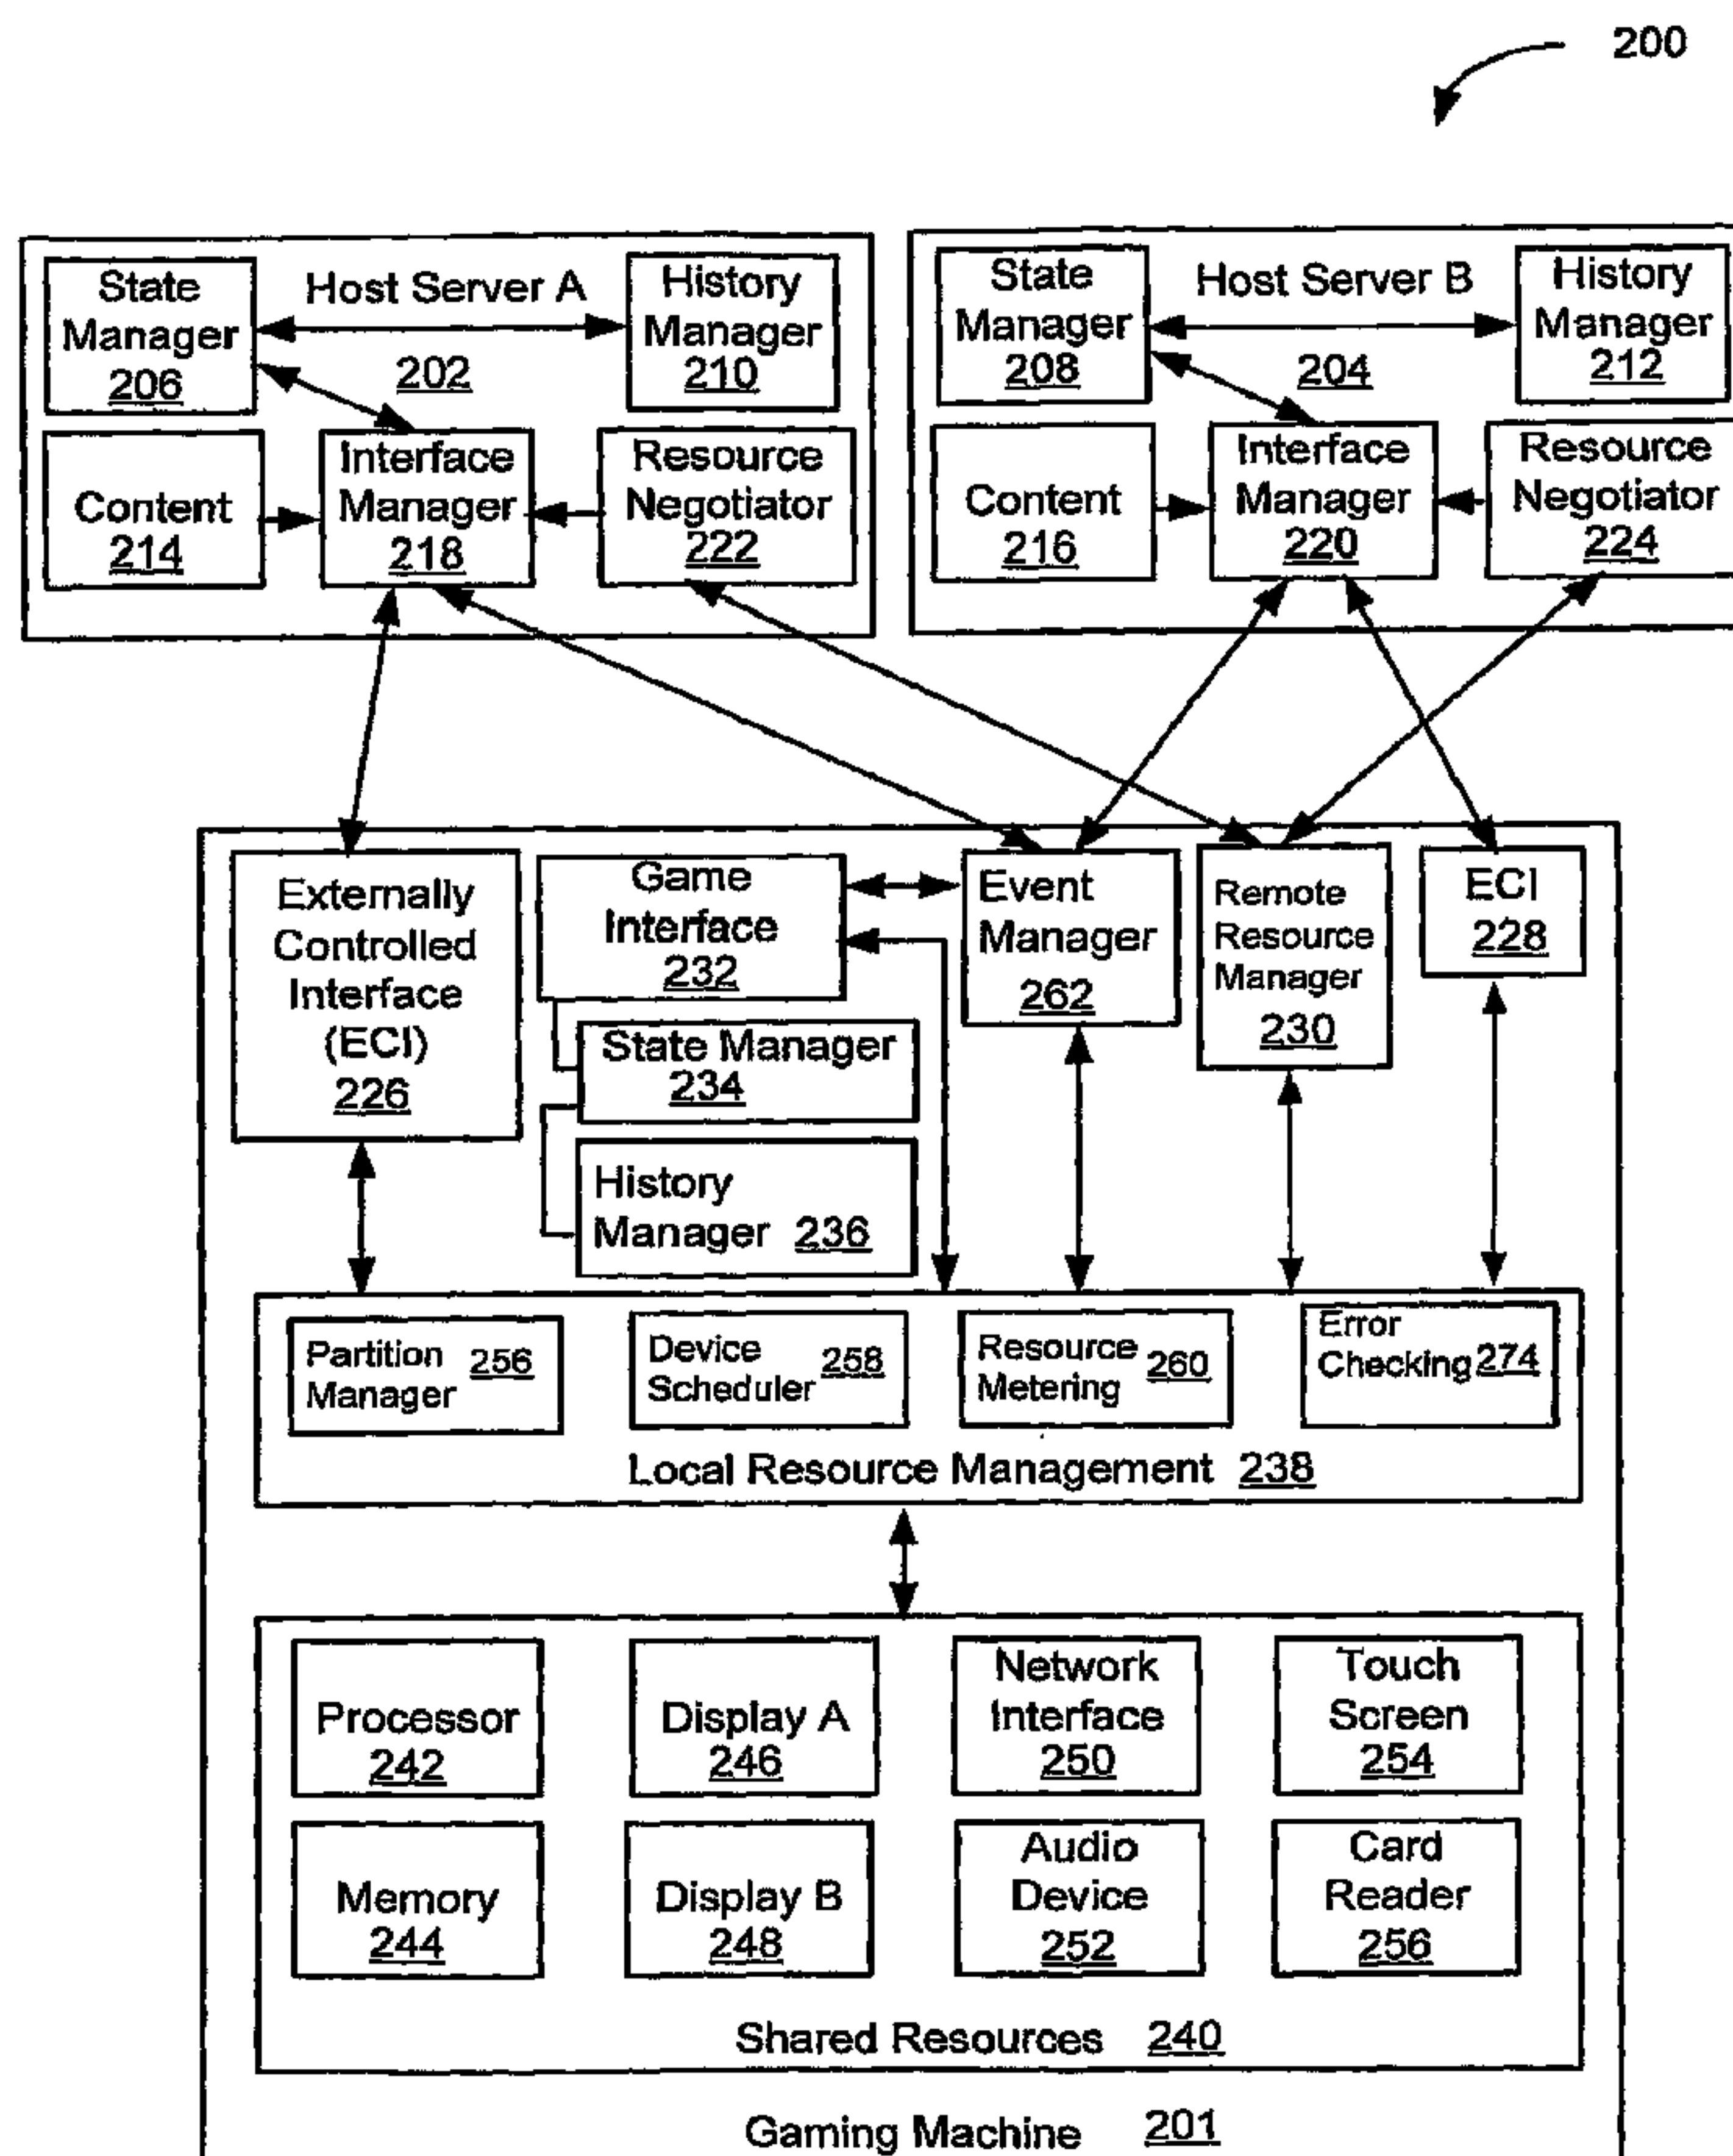 200
State
Manager
206
Host Server A
202
History
Manager
210
Content
214
Interface
Manager
218
Resource
Negotiator
222
State
Manager
208
Host Server B
204
History
Manager
212
Content
216
Interface
Manager
220
Resource
Negotiator
224
Externally
Controlled
Interface
(ECI)
226
Game
Interface
232
State Manager
234
History
Manager 236
Event
Manager
262
Remote
Resource
Manager
230
ECI
228
Partition 256
Manager
Device 258
Scheduler
Resource 260
Metering
Error
Checking 274
Local Resource Management 238
Processor
242
Display A
246
Network
Interface
250
Touch
Screen
254
Memory
244
Display B
248
Audio
Device
252
Card
Reader
256
Shared Resources 240
Gaming Machine 201